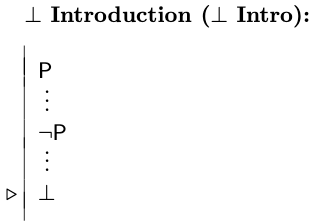 ⊥ Introduction (⊥ Intro):
P
⋮
¬P
⋮
▷ ⊥